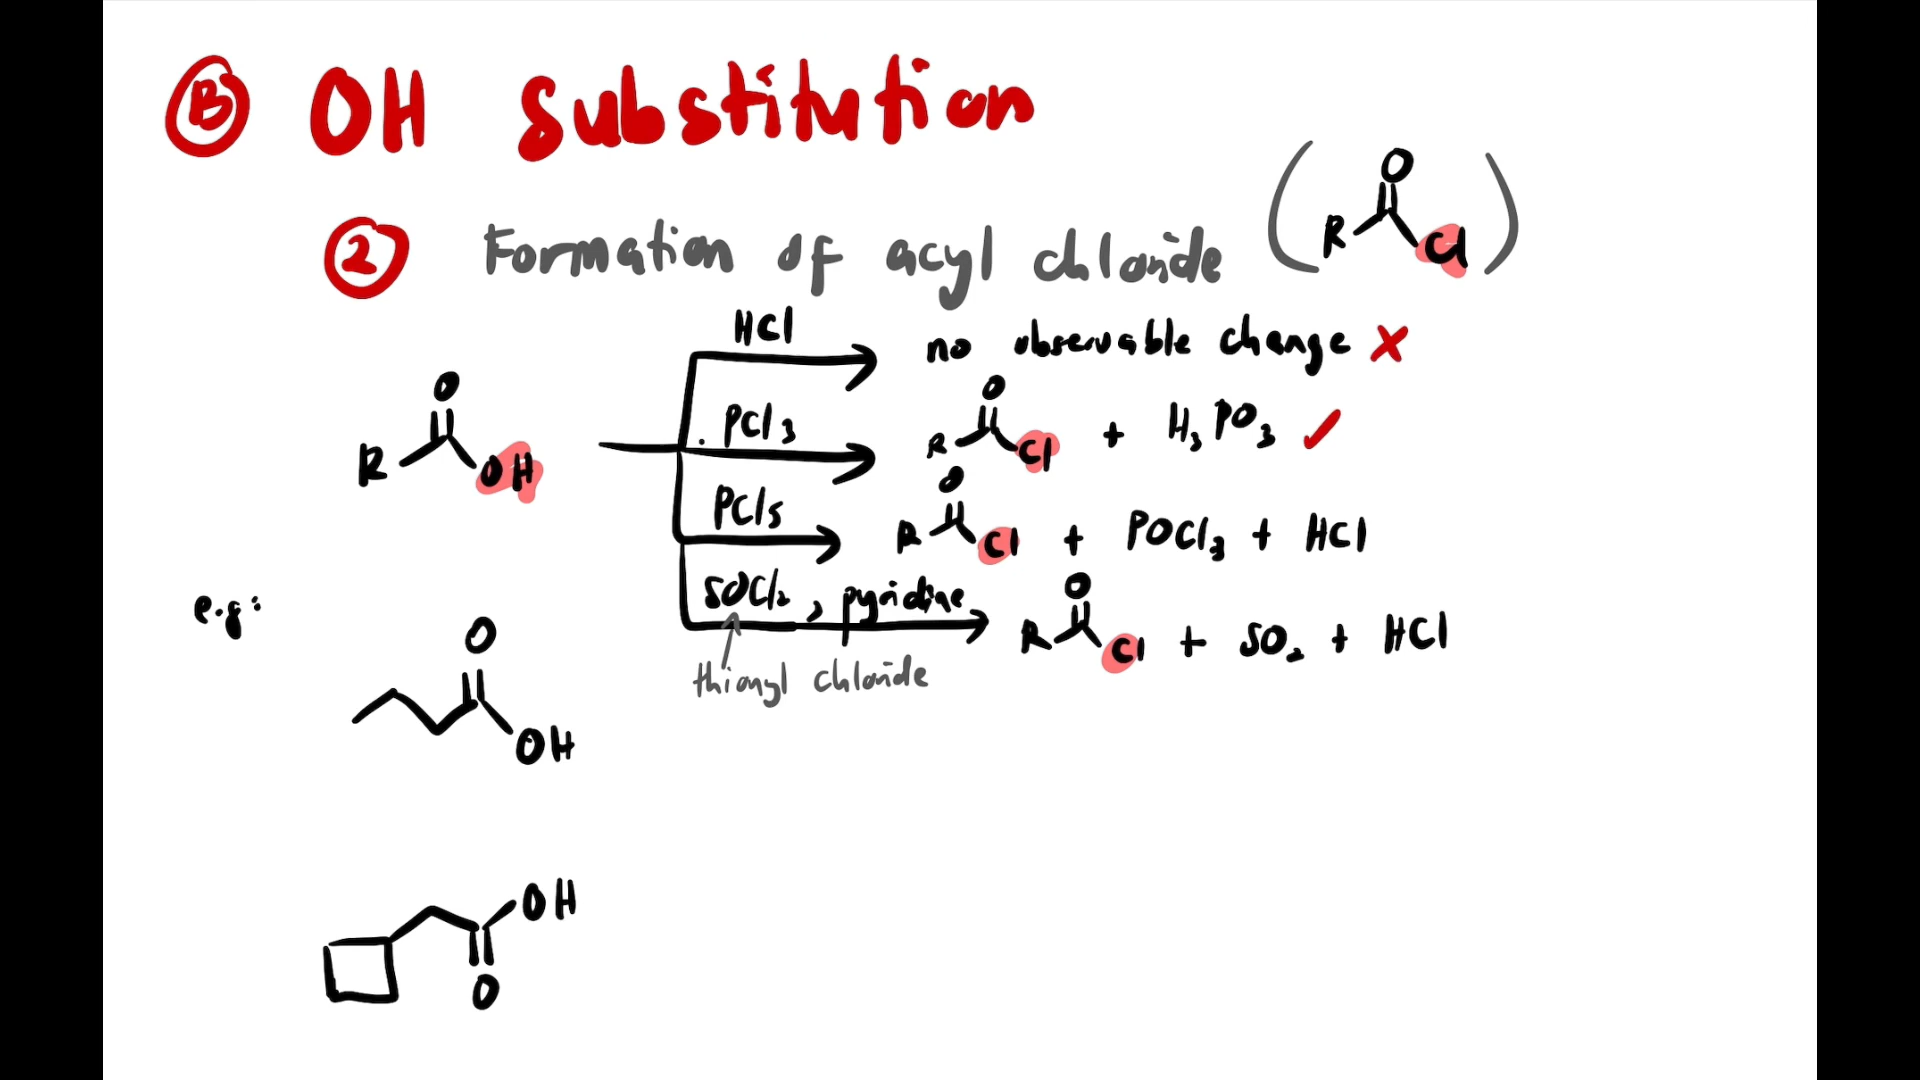 B OH Substitution
2 Formation of acyl chloride ( R O Cl )
HCl no observable change ✗
R O OH
PCl3 R O Cl + H3PO3 ✓
PCl5 R O Cl + POCl3 + HCl
SOCl2, pyridine R O Cl + SO2 + HCl
thionyl chloride
e.g:
O
OH
OH
O